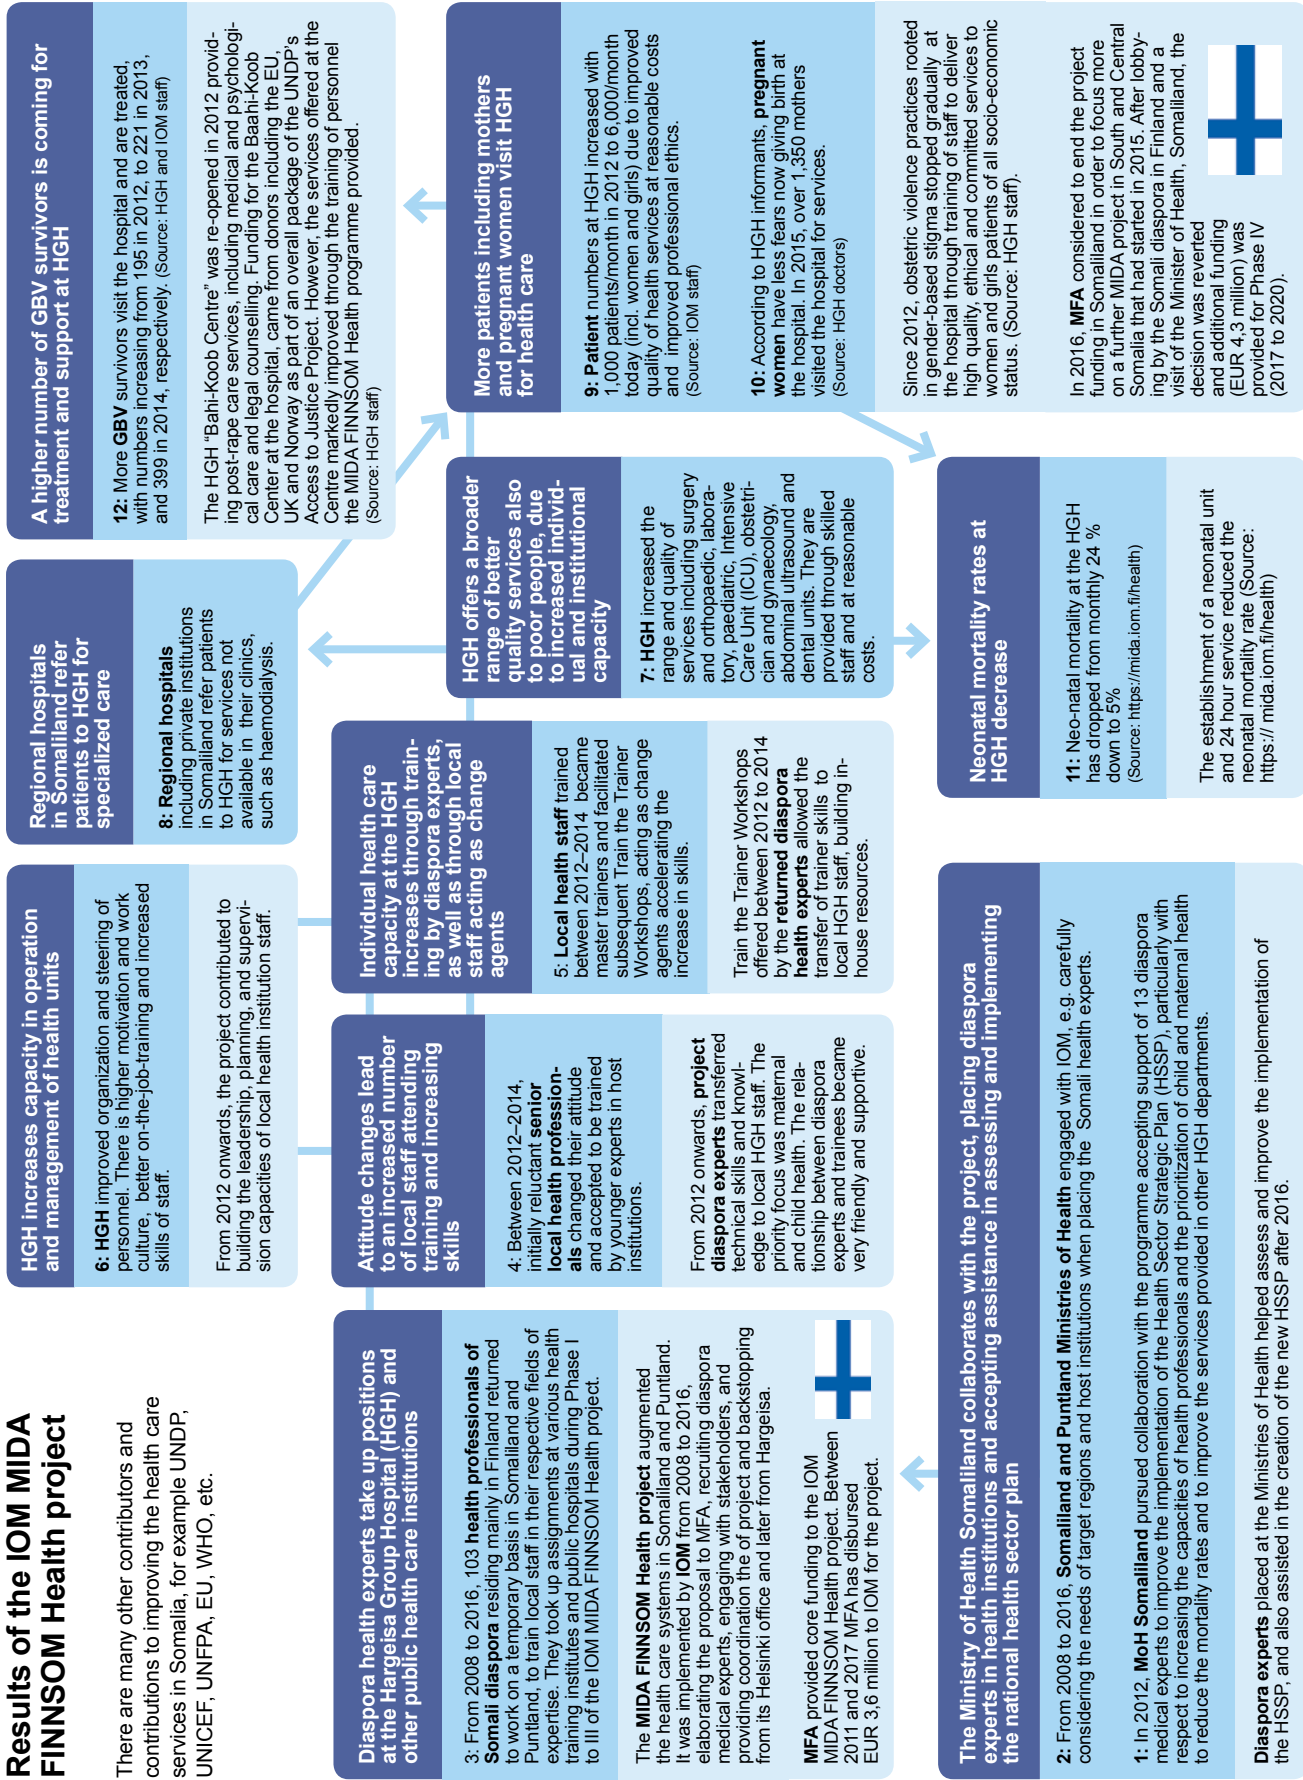 Results of the IOM MIDA
FINNSOM Health project
There are many other contributors and
contributions to improving the health care
services in Somalia, for example UNDP,
UNICEF, UNFPA, EU, WHO, etc.
HGH increases capacity in operation
and management of health units
6: HGH improved organization and steering of
personnel. There is higher motivation and work
culture, better on-the-job-training and increased
skills of staff.
From 2012 onwards, the project contributed to
building the leadership, planning, and supervi-
sion capacities of local health institution staff.
Regional hospitals
in Somaliland refer
patients to HGH for
specialized care
8: Regional hospitals
including private institutions
in Somaliland refer patients
to HGH for services not
available in their clinics,
such as haemodialysis.
A higher number of GBV survivors is coming for
treatment and support at HGH
12: More GBV survivors visit the hospital and are treated,
with numbers increasing from 195 in 2012, to 221 in 2013,
and 399 in 2014, respectively. (Source: HGH and IOM staff)
The HGH “Bahi-Koob Centre” was re-opened in 2012 provid-
ing post-rape care services, including medical and psychologi-
cal care and legal counselling. Funding for the Baahi-Koob
Center at the hospital, came from donors including the EU,
UK and Norway as part of an overall package of the UNDP’s
Access to Justice Project. However, the services offered at the
Centre markedly improved through the training of personnel
the MIDA FINNSOM Health programme provided.
(Source: HGH staff)
Diaspora health experts take up positions
at the Hargeisa Group Hospital (HGH) and
other public health care institutions
3: From 2008 to 2016, 103 health professionals of
Somali diaspora residing mainly in Finland returned
to work on a temporary basis in Somaliland and
Puntland, to train local staff in their respective fields of
expertise. They took up assignments at various health
training institutes and public hospitals during Phase I
to III of the IOM MIDA FINNSOM Health project.
The MIDA FINNSOM Health project augmented
the health care systems in Somaliland and Puntland.
It was implemented by IOM from 2008 to 2016,
elaborating the proposal to MFA, recruiting diaspora
medical experts, engaging with stakeholders, and
providing coordination the of project and backstopping
from its Helsinki office and later from Hargeisa.
MFA provided core funding to the IOM
MIDA FINNSOM Health project. Between
2011 and 2017 MFA has disbursed
EUR 3,6 million to IOM for the project.
Attitude changes lead
to an increased number
of local staff attending
training and increasing
skills
4: Between 2012–2014,
initially reluctant senior
local health profession-
als changed their attitude
and accepted to be trained
by younger experts in host
institutions.
From 2012 onwards, project
diaspora experts transferred
technical skills and knowl-
edge to local HGH staff. The
priority focus was maternal
and child health. The rela-
tionship between diaspora
experts and trainees became
very friendly and supportive.
Individual health care
capacity at the HGH
increases through train-
ing by diaspora experts,
as well as through local
staff acting as change
agents
5: Local health staff trained
between 2012–2014 became
master trainers and facilitated
subsequent Train the Trainer
Workshops, acting as change
agents accelerating the
increase in skills.
Train the Trainer Workshops
offered between 2012 to 2014
by the returned diaspora
health experts allowed the
transfer of trainer skills to
local HGH staff, building in-
house resources.
HGH offers a broader
range of better
quality services also
to poor people, due
to increased individ-
ual and institutional
capacity
7: HGH increased the
range and quality of
services including surgery
and orthopaedic, labora-
tory, paediatric, Intensive
Care Unit (ICU), obstetri-
cian and gynaecology,
abdominal ultrasound and
dental units. They are
provided through skilled
staff and at reasonable
costs.
More patients including mothers
and pregnant women visit HGH
for health care
9: Patient numbers at HGH increased with
1,000 patients/month in 2012 to 6,000/month
today (incl. women and girls) due to improved
quality of health services at reasonable costs
and improved professional ethics.
(Source: IOM staff)
10: According to HGH informants, pregnant
women have less fears now giving birth at
the hospital. In 2015, over 1,350 mothers
visited the hospital for services.
(Source: HGH doctors)
Since 2012, obstetric violence practices rooted
in gender-based stigma stopped gradually at
the hospital through training of staff to deliver
high quality, ethical and committed services to
women and girls patients of all socio-economic
status. (Source: HGH staff).
In 2016, MFA considered to end the project
funding in Somaliland in order to focus more
on a further MIDA project in South and Central
Somalia that had started in 2015. After lobby-
ing by the Somali diaspora in Finland and a
visit of the Minister of Health, Somaliland, the
decision was reverted
and additional funding
(EUR 4,3 million) was
provided for Phase IV
(2017 to 2020).
The Ministry of Health Somaliland collaborates with the project, placing diaspora
experts in health institutions and accepting assistance in assessing and implementing
the national health sector plan
2: From 2008 to 2016, Somaliland and Puntland Ministries of Health engaged with IOM, e.g. carefully
considering the needs of target regions and host institutions when placing the Somali health experts.
1: In 2012, MoH Somaliland pursued collaboration with the programme accepting support of 13 diaspora
medical experts to improve the implementation of the Health Sector Strategic Plan (HSSP), particularly with
respect to increasing the capacities of health professionals and the prioritization of child and maternal health
to reduce the mortality rates and to improve the services provided in other HGH departments.
Diaspora experts placed at the Ministries of Health helped assess and improve the implementation of
the HSSP, and also assisted in the creation of the new HSSP after 2016.
Neonatal mortality rates at
HGH decrease
11: Neo-natal mortality at the HGH
has dropped from monthly 24 %
down to 5%
(Source: https://mida.iom.fi/health)
The establishment of a neonatal unit
and 24 hour service reduced the
neonatal mortality rate (Source:
https:// mida.iom.fi/health)